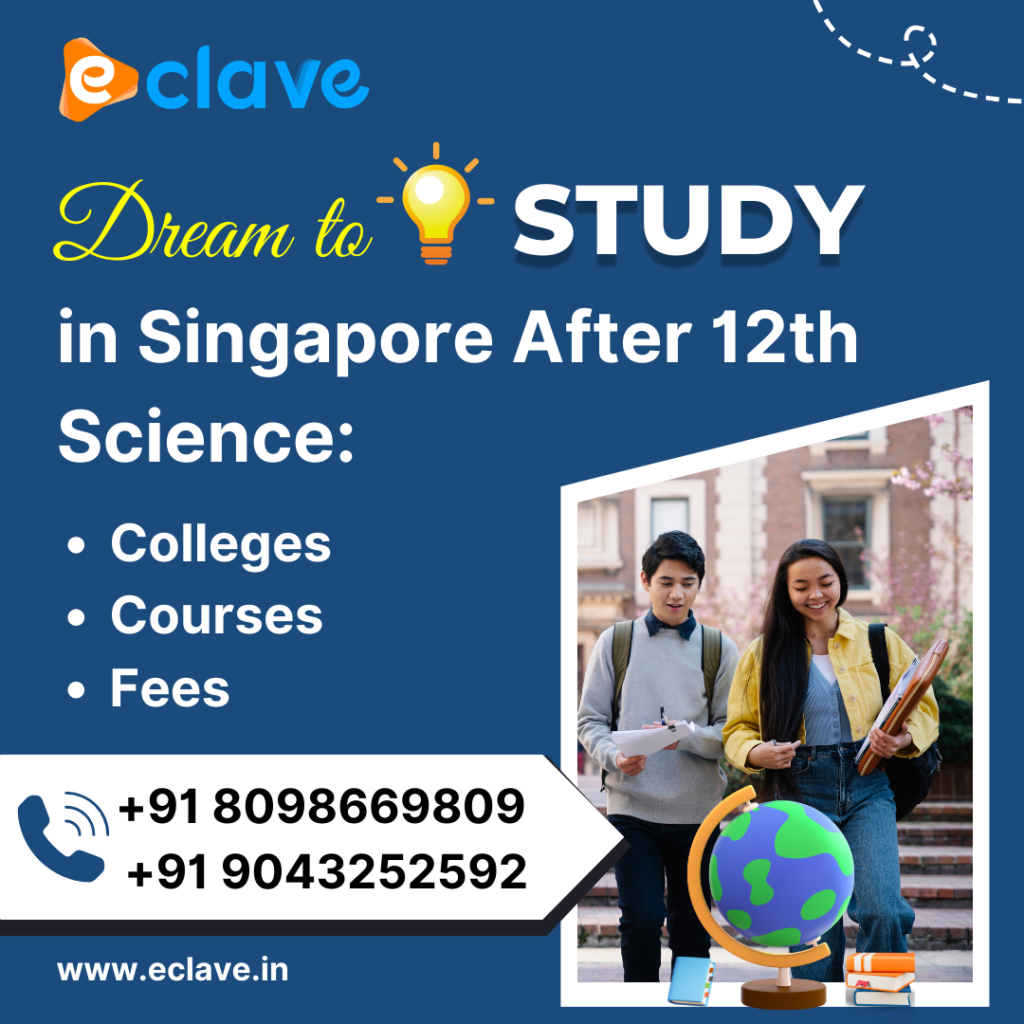 eclave
Dream to STUDY
in Singapore After 12th
Science:
• Colleges
• Courses
• Fees
+91 8098669809
+91 9043252592
www.eclave.in